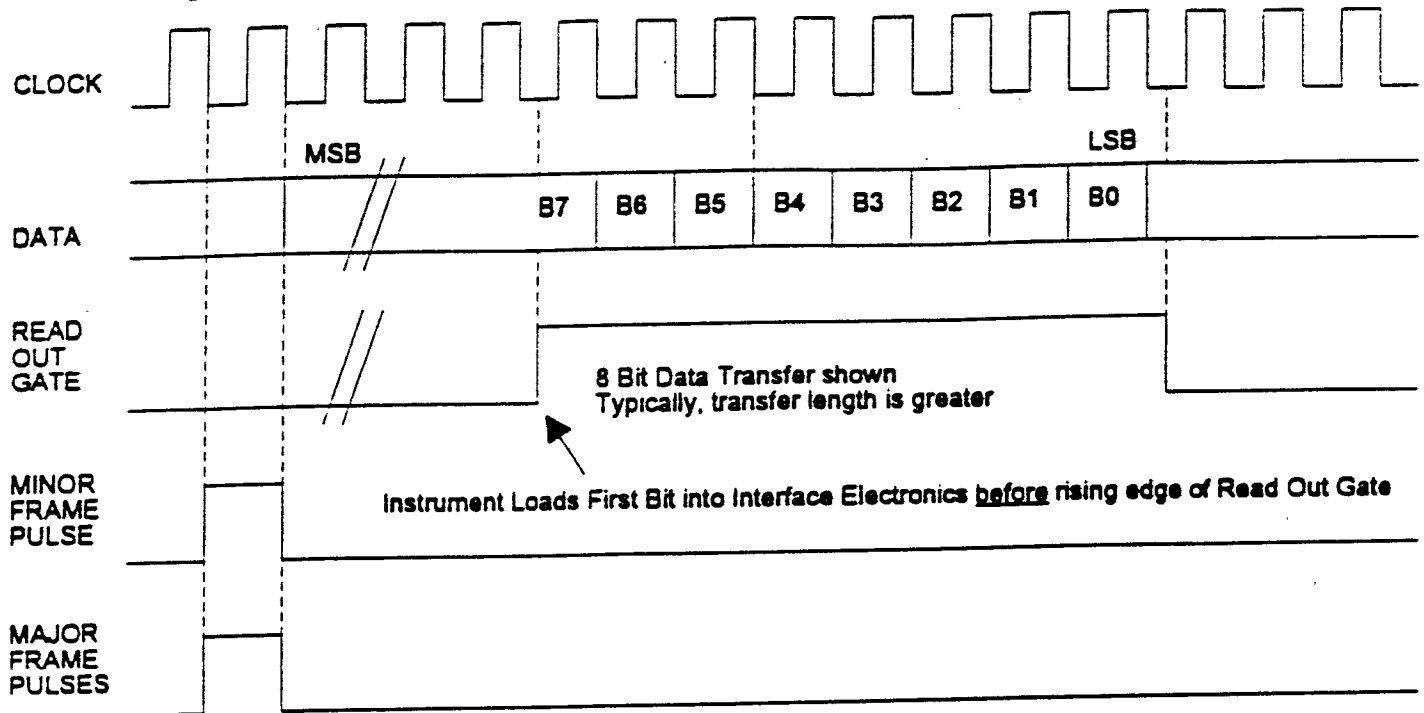 CLOCK
MSB
LSB
DATA
B7 B6 B5 B4 B3 B2 B1 B0
READ
OUT
GATE
8 Bit Data Transfer shown
Typically, transfer length is greater
MINOR
FRAME
PULSE
Instrument Loads First Bit into Interface Electronics before rising edge of Read Out Gate
MAJOR
FRAME
PULSES